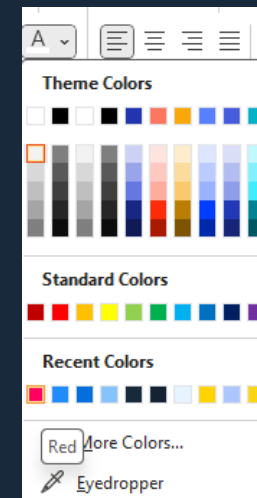 A
Theme Colors
Standard Colors
Recent Colors
Red
More Colors...
Eyedropper